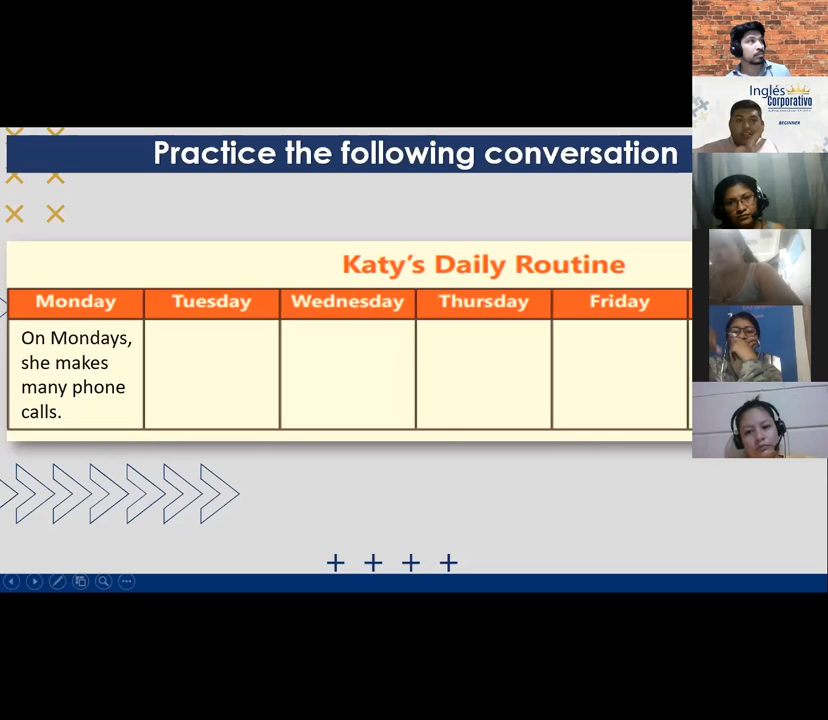 Practice the following conversation
Inglés
Corporativo
BEGINNER
Katy's Daily Routine
Monday Tuesday Wednesday Thursday Friday
On Mondays,
she makes
many phone
calls.